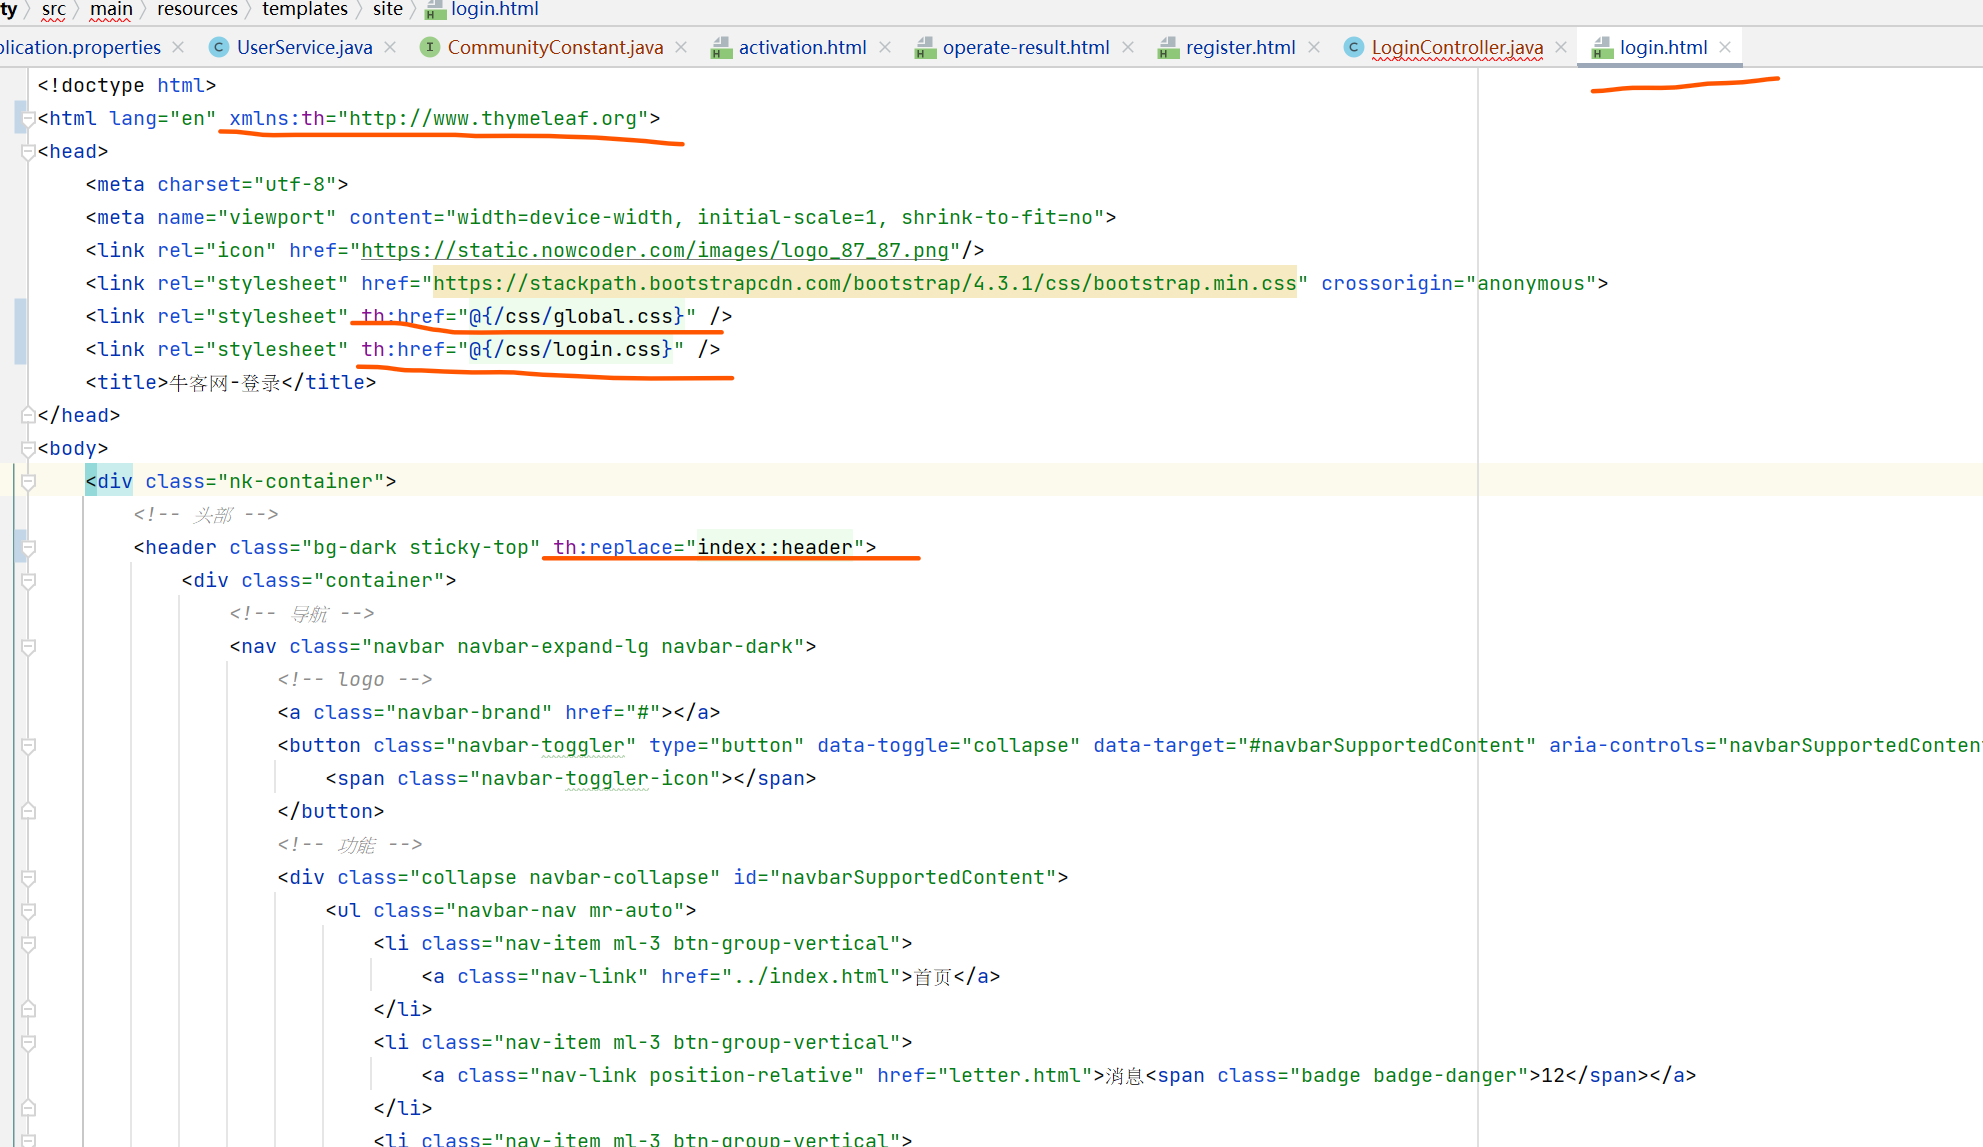 ty > src > main > resources > templates > site > login.html
plication.properties × UserService.java × CommunityConstant.java × activation.html × operate-result.html × register.html × LoginController.java × login.html ×
<!doctype html>
<html lang="en" xmlns:th="http://www.thymeleaf.org">
<head>
<meta charset="utf-8">
<meta name="viewport" content="width=device-width, initial-scale=1, shrink-to-fit=no">
<link rel="icon" href="https://static.nowcoder.com/images/logo_87_87.png"/>
<link rel="stylesheet" href="https://stackpath.bootstrapcdn.com/bootstrap/4.3.1/css/bootstrap.min.css" crossorigin="anonymous">
<link rel="stylesheet" th:href="@{/css/global.css}" />
<link rel="stylesheet" th:href="@{/css/login.css}" />
<title>牛客网-登录</title>
</head>
<body>
<div class="nk-container">
<!-- 头部 -->
<header class="bg-dark sticky-top" th:replace="index::header">
<div class="container">
<!-- 导航 -->
<nav class="navbar navbar-expand-lg navbar-dark">
<!-- logo -->
<a class="navbar-brand" href="#"></a>
<button class="navbar-toggler" type="button" data-toggle="collapse" data-target="#navbarSupportedContent" aria-controls="navbarSupportedConten
<span class="navbar-toggler-icon"></span>
</button>
<!-- 功能 -->
<div class="collapse navbar-collapse" id="navbarSupportedContent">
<ul class="navbar-nav mr-auto">
<li class="nav-item ml-3 btn-group-vertical">
<a class="nav-link" href="../index.html">首页</a>
</li>
<li class="nav-item ml-3 btn-group-vertical">
<a class="nav-link position-relative" href="letter.html">消息<span class="badge badge-danger">12</span></a>
</li>
<li class="nav-item ml-3 btn-group-vertical">